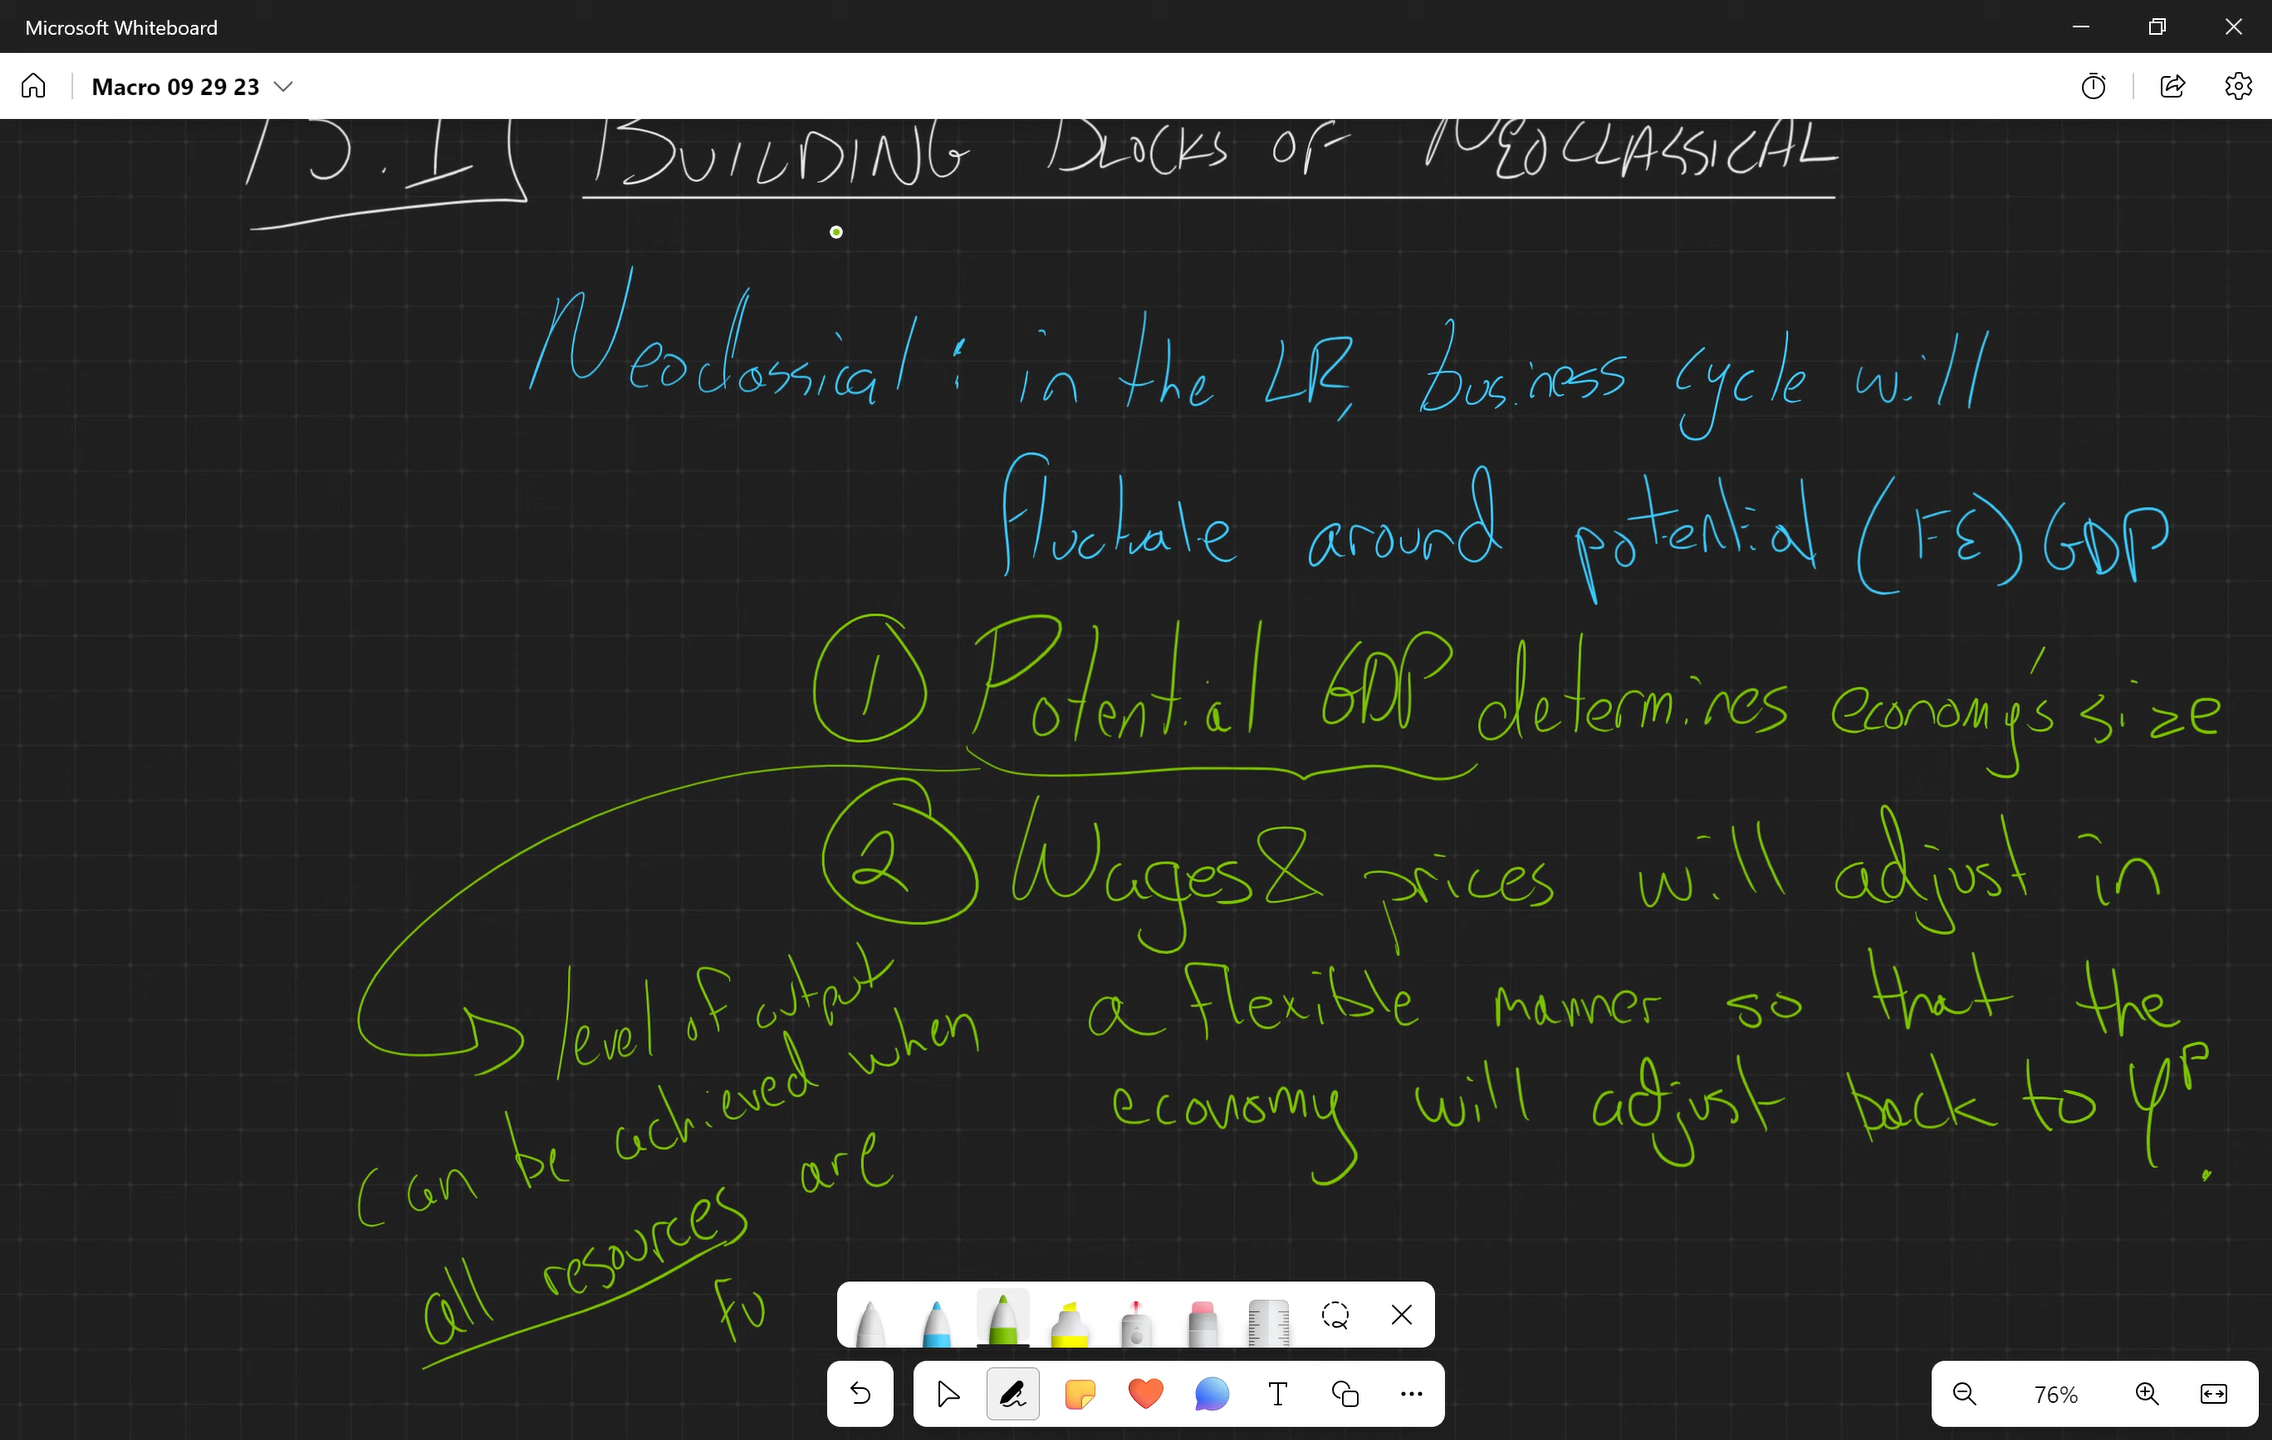 Microsoft Whiteboard
Macro 09 29 23
13.1 BUILDING BLOCKS OF NEOCLASSICAL
Neoclassical: in the LR, business cycle will
fluctuate around potential (FE) GDP
① Potential GDP determines economy's size
② Wages & prices will adjust in
a flexible manner so that the
economy will adjust back to Yᴾ.
level of output
can be achieved when
all resources are
fu
T
76%